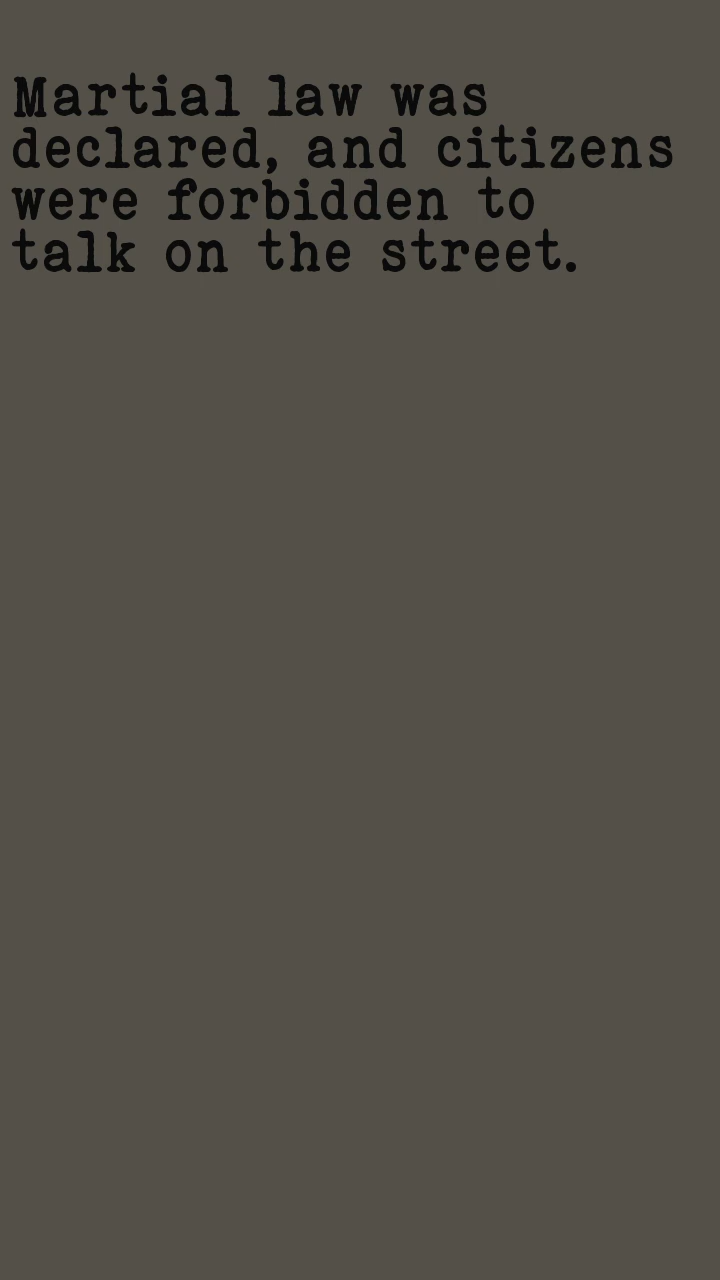 Martial law was
declared, and citizens
were forbidden to
talk on the street.